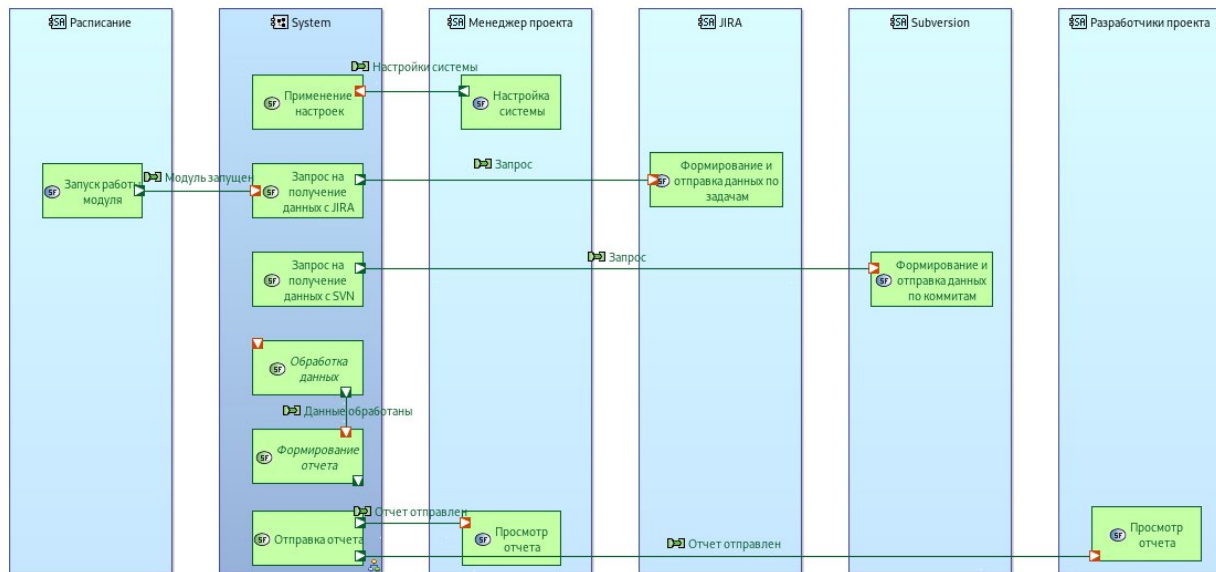 Расписание
System
Менеджер проекта
JIRA
Subversion
Разработчики проекта
Настройки системы
Применение
настроек
Настройка
системы
Запуск работы
модуля
Модуль запущен
Запрос на
получение
данных с JIRA
Запрос
Формирование и
отправка данных по
задачам
Запрос на
получение
данных с SVN
Запрос
Формирование и
отправка данных
по коммитам
Обработка
данных
Данные обработаны
Формирование
отчета
Отправка отчета
Отчет отправлен
Просмотр
отчета
Отчет отправлен
Просмотр
отчета